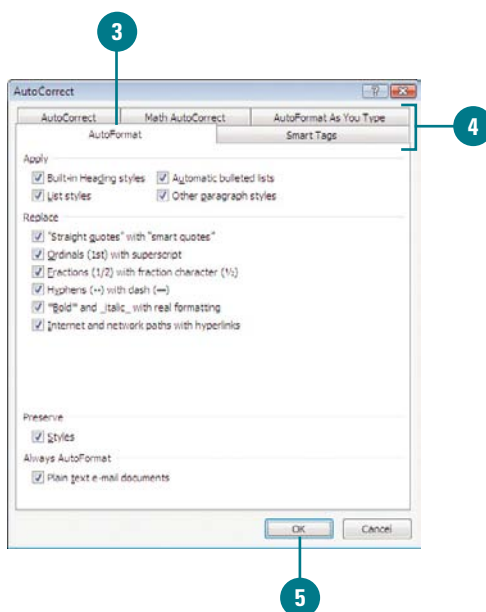 3
AutoCorrect
AutoCorrect Math AutoCorrect AutoFormat As You Type
4
AutoFormat Smart Tags
Apply
Built-in Heading styles Automatic bulleted lists
List styles Other paragraph styles
Replace
"Straight quotes" with "smart quotes"
Ordinals (1st) with superscript
Fractions (1/2) with fraction character (½)
Hyphens (--) with dash (—)
*Bold* and _italic_ with real formatting
Internet and network paths with hyperlinks
Preserve
Styles
Always AutoFormat
Plain text e-mail documents
OK Cancel
5